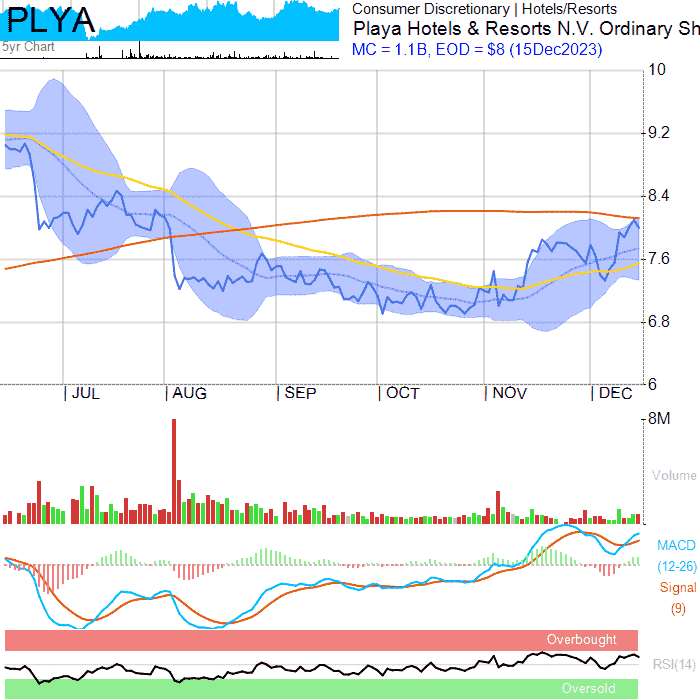 PLYA
5yr Chart
Consumer Discretionary | Hotels/Resorts
Playa Hotels & Resorts N.V. Ordinary Sh
MC = 1.1B, EOD = $8 (15Dec2023)
10
9.2
8.4
7.6
6.8
6
JUL AUG SEP OCT NOV DEC
8M
Volume
MACD
(12-26)
Signal
(9)
Overbought
RSI(14)
Oversold